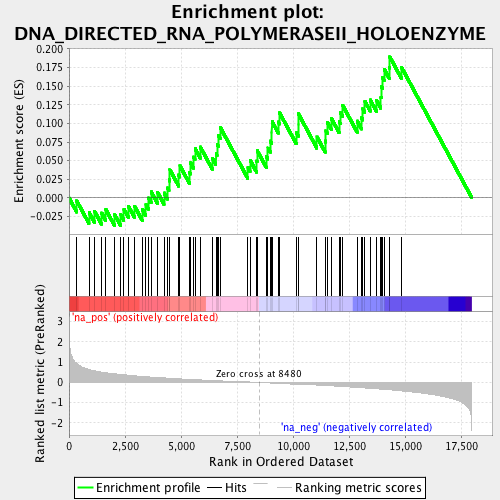 Enrichment plot:
DNA_DIRECTED_RNA_POLYMERASEII_HOLOENZYME
Enrichment score (ES)
0.200
0.175
0.150
0.125
0.100
0.075
0.050
0.025
0.000
-0.025
'na_pos' (positively correlated)
Ranked list metric (PreRanked)
3
2
1
0
-1
-2
Zero cross at 8480
'na_neg' (negatively correlated)
0
2,500
5,000
7,500
10,000
12,500
15,000
17,500
Rank in Ordered Dataset
Enrichment profile
Hits
Ranking metric scores